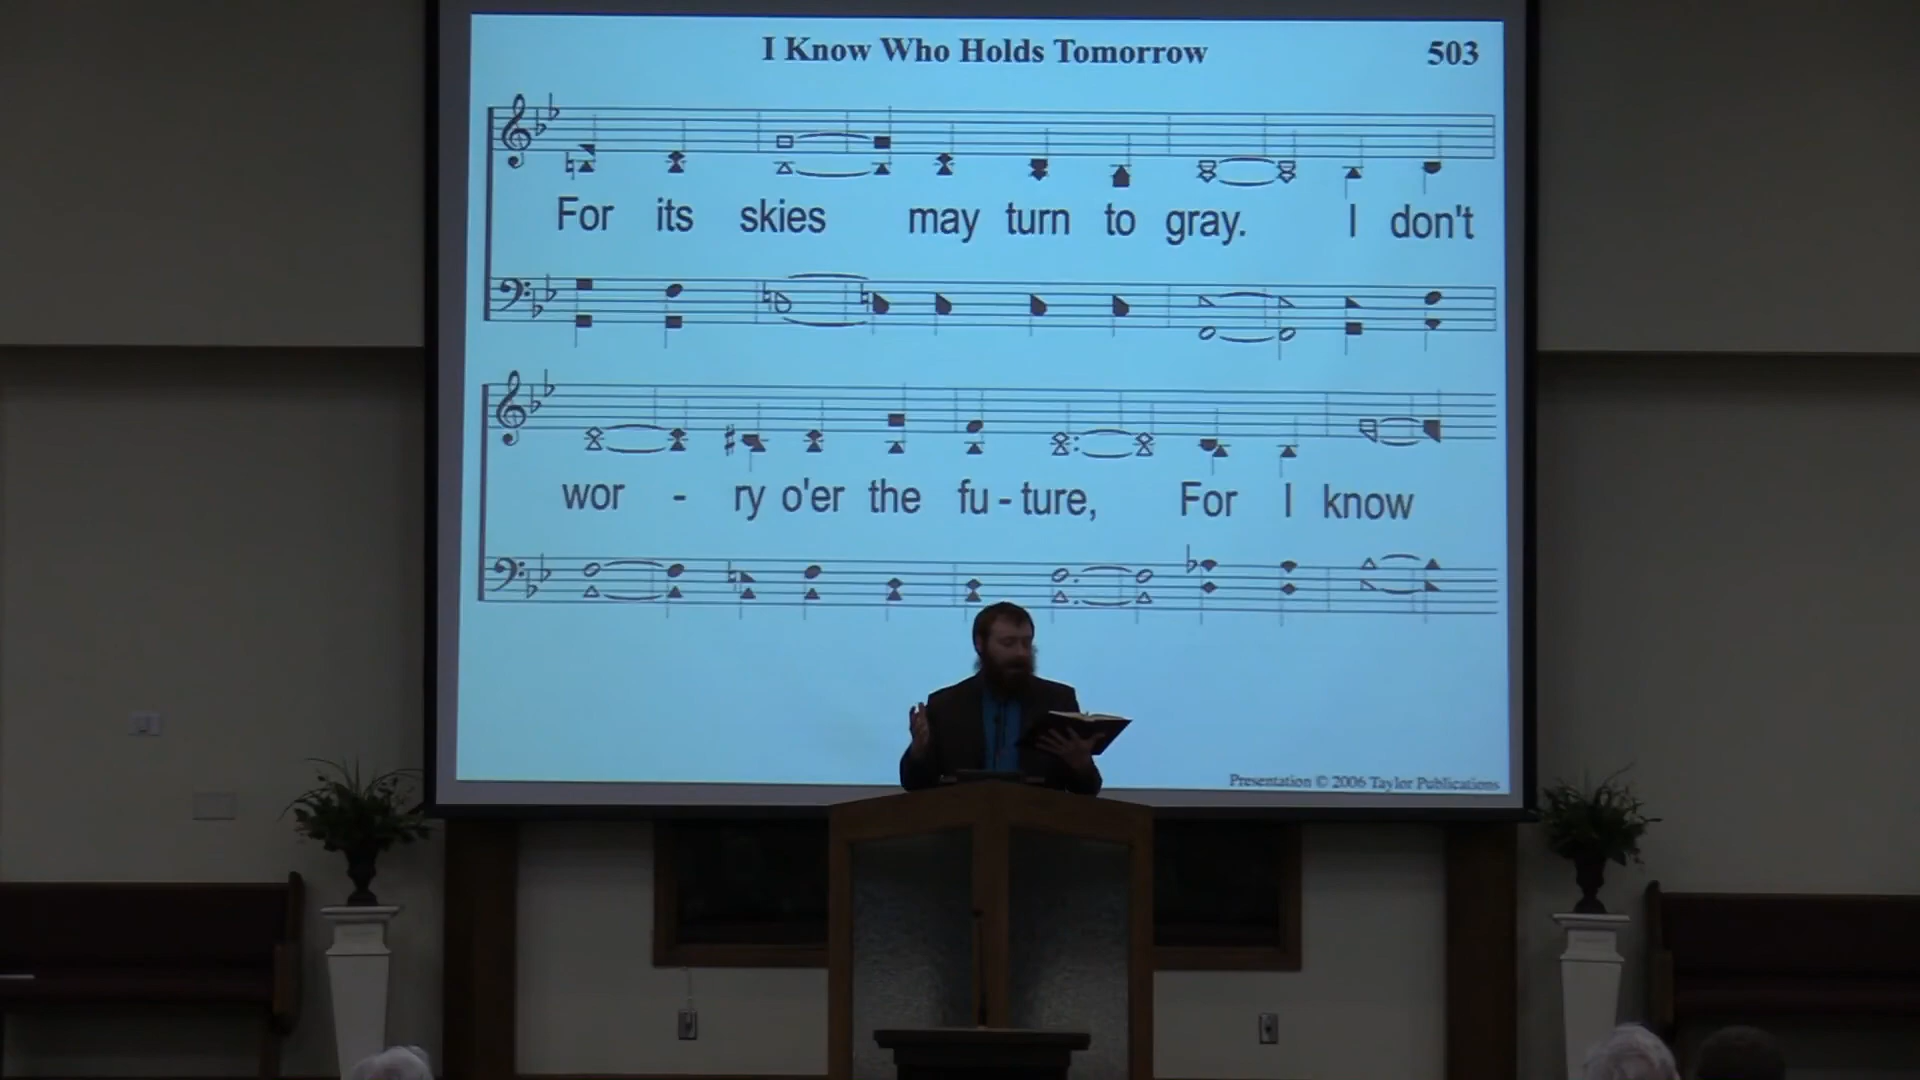 I Know Who Holds Tomorrow 503
For its skies may turn to gray. I don't
wor - ry o'er the fu - ture, For I know
Presentation © 2006 Taylor Publications